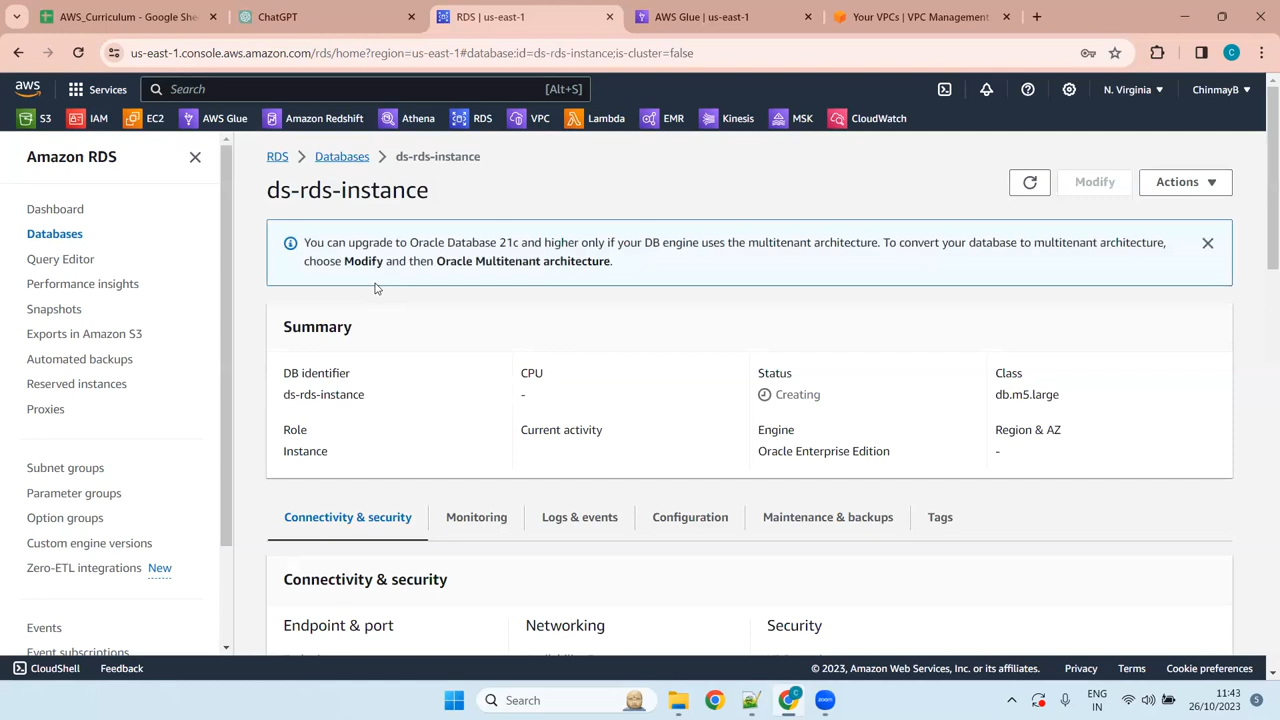 AWS_Curriculum - Google She
ChatGPT
RDS | us-east-1
AWS Glue | us-east-1
Your VPCs | VPC Management
us-east-1.console.aws.amazon.com/rds/home?region=us-east-1#database:id=ds-rds-instance;is-cluster=false
C
aws
Services
Search
[Alt+S]
N. Virginia
ChinmayB
S3
IAM
EC2
AWS Glue
Amazon Redshift
Athena
RDS
VPC
Lambda
EMR
Kinesis
MSK
CloudWatch
Amazon RDS
Dashboard
Databases
Query Editor
Performance insights
Snapshots
Exports in Amazon S3
Automated backups
Reserved instances
Proxies
Subnet groups
Parameter groups
Option groups
Custom engine versions
Zero-ETL integrations New
Events
Event subscriptions
RDS > Databases > ds-rds-instance
ds-rds-instance
Modify
Actions
You can upgrade to Oracle Database 21c and higher only if your DB engine uses the multitenant architecture. To convert your database to multitenant architecture,
choose Modify and then Oracle Multitenant architecture.
Summary
DB identifier
ds-rds-instance
CPU
-
Status
Creating
Class
db.m5.large
Role
Instance
Current activity
Engine
Oracle Enterprise Edition
Region & AZ
-
Connectivity & security
Monitoring
Logs & events
Configuration
Maintenance & backups
Tags
Connectivity & security
Endpoint & port
Networking
Security
CloudShell
Feedback
© 2023, Amazon Web Services, Inc. or its affiliates.
Privacy
Terms
Cookie preferences
Search
C
zoom
ENG
IN
11:43
26/10/2023
5